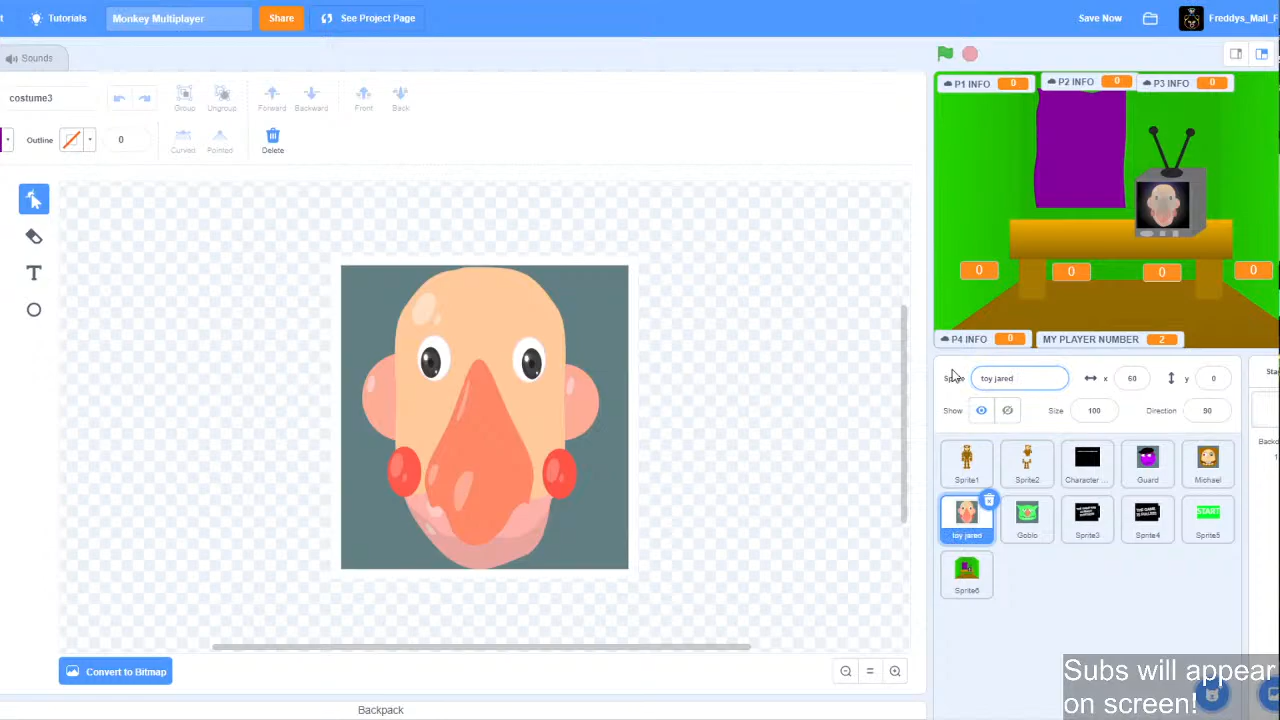 Tutorials Monkey Multiplayer Share See Project Page Save Now Freddys_Mall_F
Sounds
costume3 Group Ungroup Forward Backward Front Back
Outline 0 Curved Pointed Delete
T
P1 INFO 0 P2 INFO 0 P3 INFO 0
0 0 0 0
P4 INFO 0 MY PLAYER NUMBER 2
toy jared x 60 y 0
Show Size 100 Direction 90
Sprite1 Sprite2 Character ... Guard Michael
START
toy jared Goblo Sprite3 Sprite4 Sprite5
Sprite6
Convert to Bitmap
Subs will appear
on screen!
Backpack